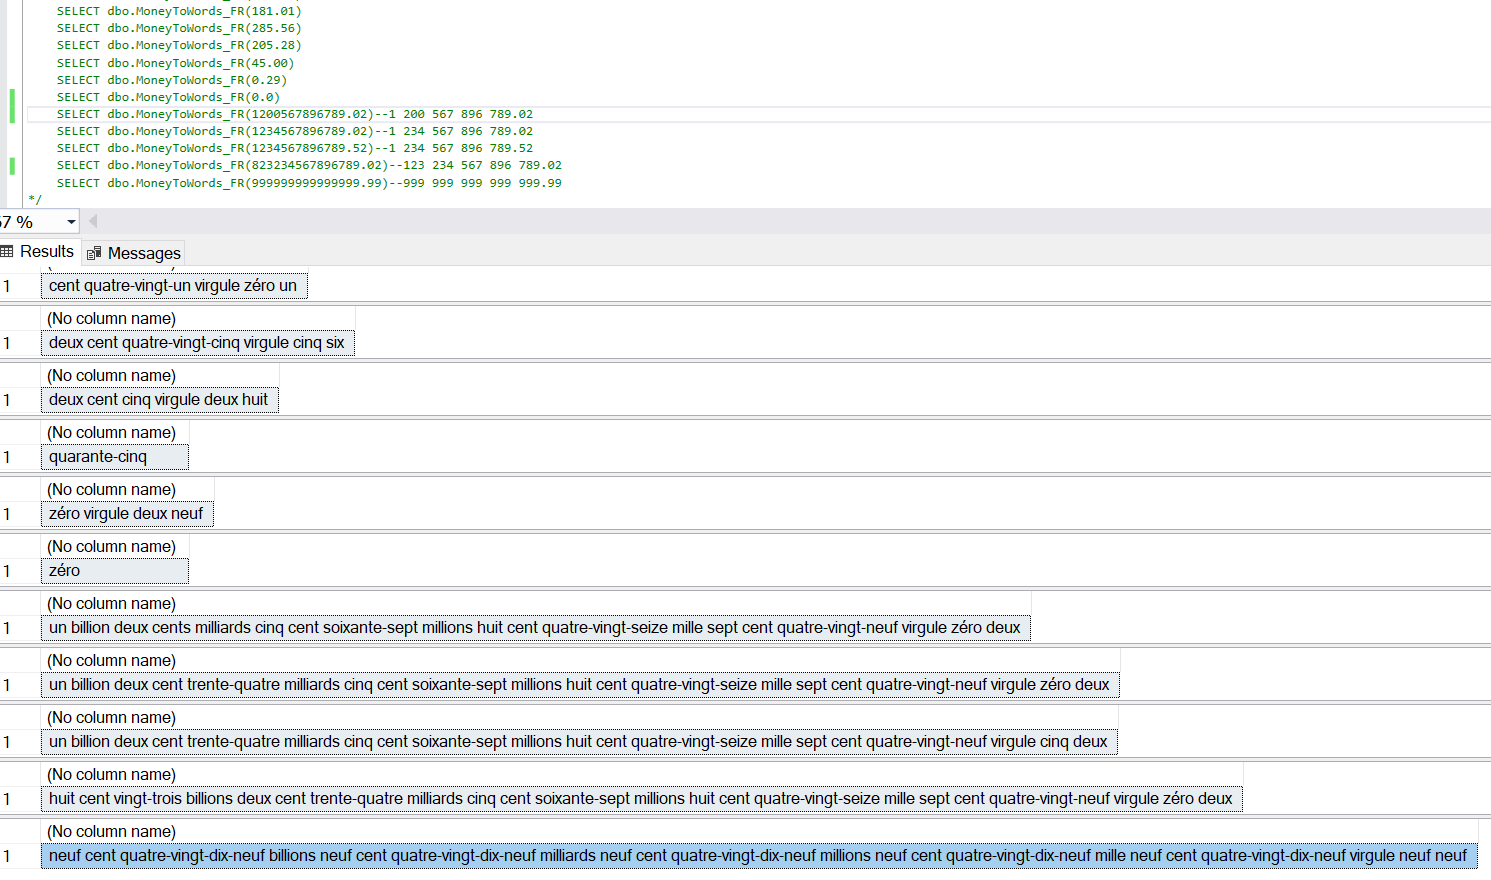 SELECT dbo.MoneyToWords_FR(181.01)
SELECT dbo.MoneyToWords_FR(285.56)
SELECT dbo.MoneyToWords_FR(205.28)
SELECT dbo.MoneyToWords_FR(45.00)
SELECT dbo.MoneyToWords_FR(0.29)
SELECT dbo.MoneyToWords_FR(0.0)
SELECT dbo.MoneyToWords_FR(1200567896789.02)--1 200 567 896 789.02
SELECT dbo.MoneyToWords_FR(1234567896789.02)--1 234 567 896 789.02
SELECT dbo.MoneyToWords_FR(1234567896789.52)--1 234 567 896 789.52
SELECT dbo.MoneyToWords_FR(823234567896789.02)--123 234 567 896 789.02
SELECT dbo.MoneyToWords_FR(999999999999999.99)--999 999 999 999 999.99
*/
67 %
Results Messages
1 cent quatre-vingt-un virgule zéro un
(No column name)
1 deux cent quatre-vingt-cinq virgule cinq six
(No column name)
1 deux cent cinq virgule deux huit
(No column name)
1 quarante-cinq
(No column name)
1 zéro virgule deux neuf
(No column name)
1 zéro
(No column name)
1 un billion deux cents milliards cinq cent soixante-sept millions huit cent quatre-vingt-seize mille sept cent quatre-vingt-neuf virgule zéro deux
(No column name)
1 un billion deux cent trente-quatre milliards cinq cent soixante-sept millions huit cent quatre-vingt-seize mille sept cent quatre-vingt-neuf virgule zéro deux
(No column name)
1 un billion deux cent trente-quatre milliards cinq cent soixante-sept millions huit cent quatre-vingt-seize mille sept cent quatre-vingt-neuf virgule cinq deux
(No column name)
1 huit cent vingt-trois billions deux cent trente-quatre milliards cinq cent soixante-sept millions huit cent quatre-vingt-seize mille sept cent quatre-vingt-neuf virgule zéro deux
(No column name)
1 neuf cent quatre-vingt-dix-neuf billions neuf cent quatre-vingt-dix-neuf milliards neuf cent quatre-vingt-dix-neuf millions neuf cent quatre-vingt-dix-neuf mille neuf cent quatre-vingt-dix-neuf virgule neuf neuf